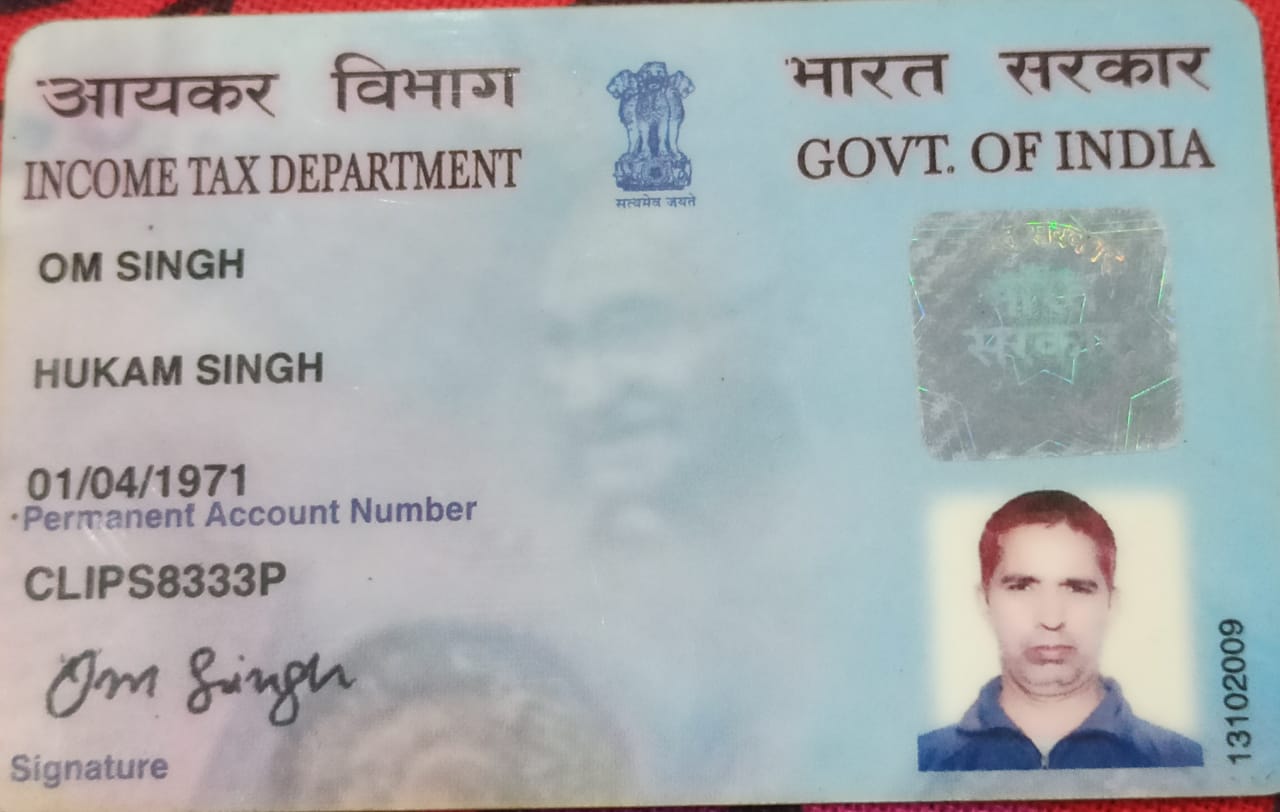 आयकर विभाग
INCOME TAX DEPARTMENT
सत्यमेव जयते
भारत सरकार
GOVT. OF INDIA
OM SINGH
HUKAM SINGH
01/04/1971
Permanent Account Number
CLIPS8333P
Om Singh
Signature
सरकार
13102009